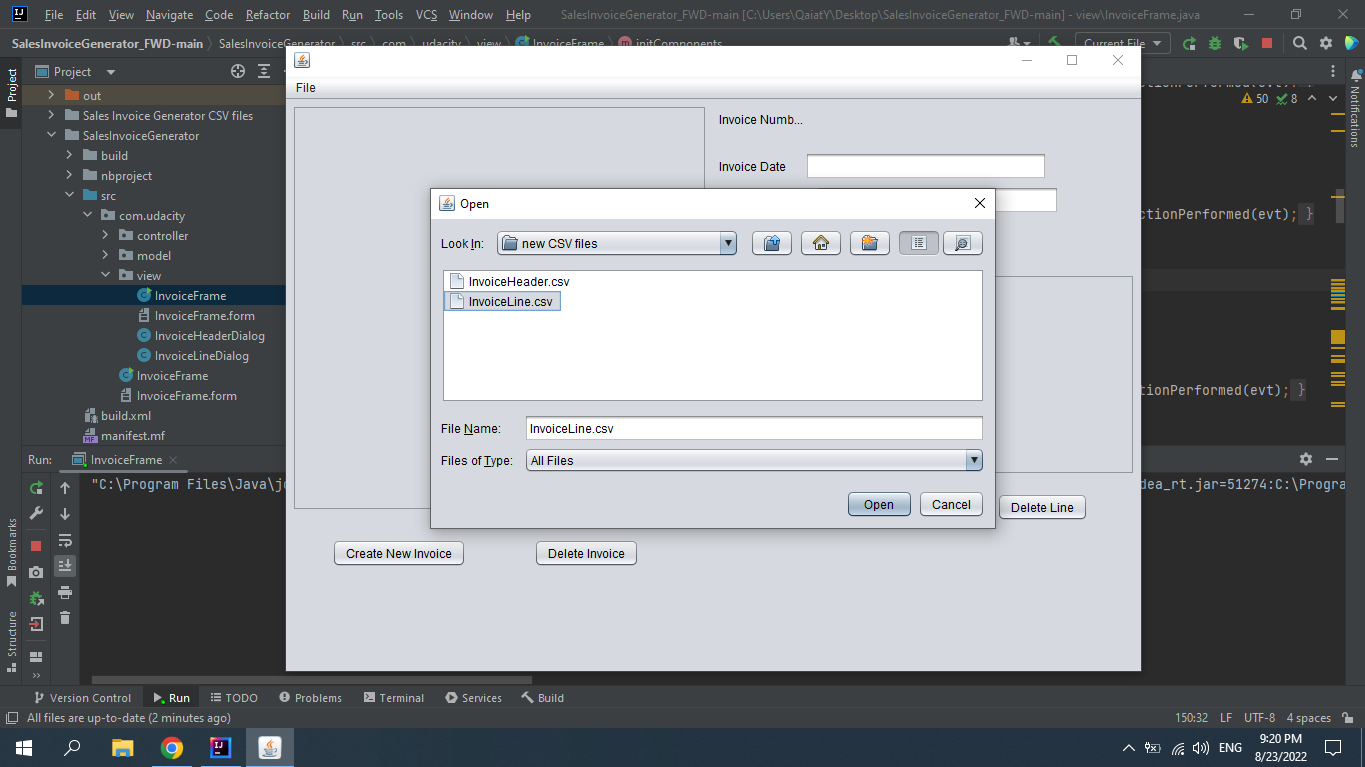 File Edit View Navigate Code Refactor Build Run Tools VCS Window Help SalesInvoiceGenerator_FWD-main [C:\Users\QaiatY\Desktop\SalesInvoiceGenerator_FWD-main] - view\InvoiceFrame.java
SalesInvoiceGenerator_FWD-main SalesInvoiceGenerator src com udacity view InvoiceFrame initComponents Current File
Project
Project
Notifications
out
Sales Invoice Generator CSV files
SalesInvoiceGenerator
build
nbproject
src
com.udacity
controller
model
view
InvoiceFrame
InvoiceFrame.form
InvoiceHeaderDialog
InvoiceLineDialog
InvoiceFrame
InvoiceFrame.form
build.xml
manifest.mf
50 8
ctionPerformed(evt); }
ctionPerformed(evt); }
File
Invoice Numb...
Invoice Date
Open
Look In: new CSV files
InvoiceHeader.csv
InvoiceLine.csv
File Name: InvoiceLine.csv
Files of Type: All Files
Open Cancel
Delete Line
Create New Invoice Delete Invoice
Run: InvoiceFrame
"C:\Program Files\Java\j
dea_rt.jar=51274:C:\Progra
Bookmarks
Structure
Version Control Run TODO Problems Terminal Services Build
All files are up-to-date (2 minutes ago) 150:32 LF UTF-8 4 spaces
ENG
9:20 PM
8/23/2022